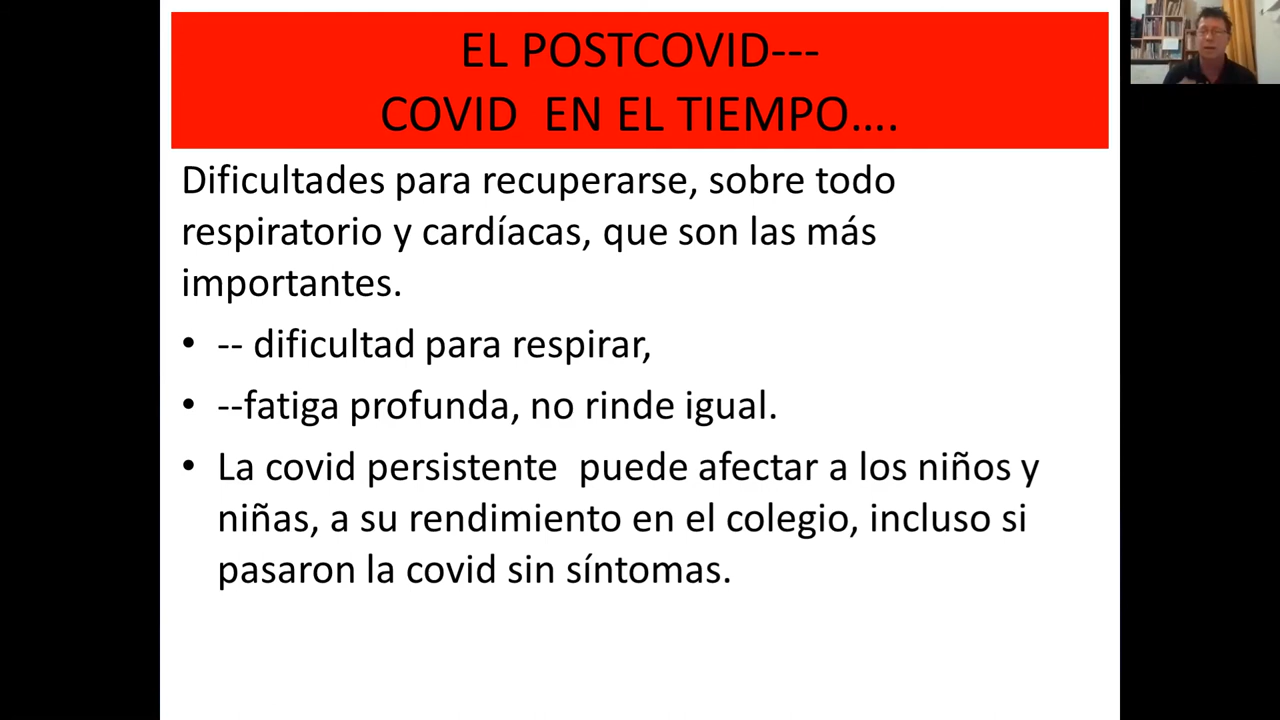 EL POSTCOVID---
COVID  EN EL TIEMPO….
Dificultades para recuperarse, sobre todo
respiratorio y cardíacas, que son las más
importantes.
• -- dificultad para respirar,
• --fatiga profunda, no rinde igual.
• La covid persistente  puede afectar a los niños y
niñas, a su rendimiento en el colegio, incluso si
pasaron la covid sin síntomas.